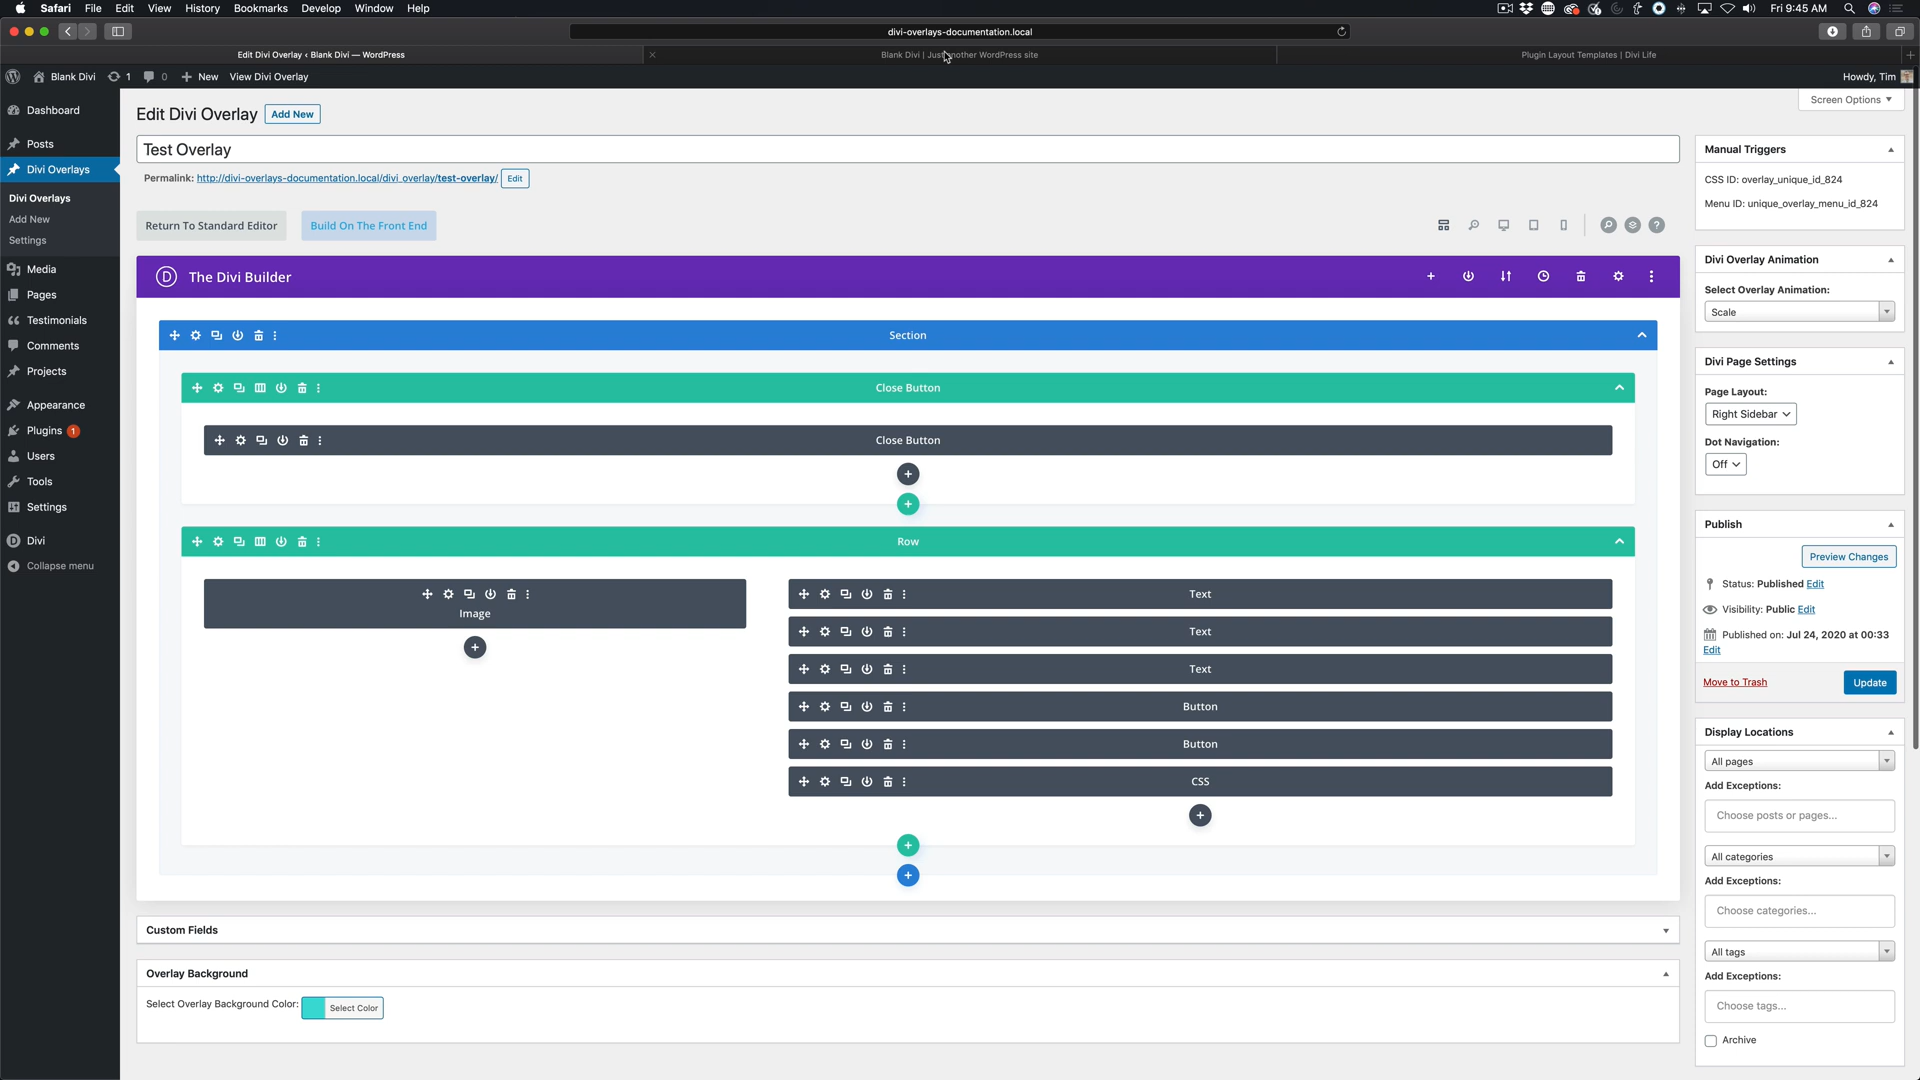 Safari File Edit View History Bookmarks Develop Window Help Fri 9:45 AM
divi-overlays-documentation.local
Edit Divi Overlay ‹ Blank Divi — WordPress
Blank Divi | Just another WordPress site
Plugin Layout Templates | Divi Life
Blank Divi 1 0 New View Divi Overlay Howdy, Tim
Screen Options
Dashboard
Posts
Divi Overlays
Divi Overlays
Add New
Settings
Media
Pages
Testimonials
Comments
Projects
Appearance
Plugins 1
Users
Tools
Settings
Divi
Collapse menu
Edit Divi Overlay Add New
Test Overlay
Permalink: http://divi-overlays-documentation.local/divi_overlay/test-overlay/ Edit
Return To Standard Editor Build On The Front End
D The Divi Builder
Section
Close Button
Close Button
Row
Image
Text
Text
Text
Button
Button
CSS
Custom Fields
Overlay Background
Select Overlay Background Color: Select Color
Manual Triggers
CSS ID: overlay_unique_id_824
Menu ID: unique_overlay_menu_id_824
Divi Overlay Animation
Select Overlay Animation:
Scale
Divi Page Settings
Page Layout:
Right Sidebar
Dot Navigation:
Off
Publish
Preview Changes
Status: Published Edit
Visibility: Public Edit
Published on: Jul 24, 2020 at 00:33
Edit
Move to Trash Update
Display Locations
All pages
Add Exceptions:
Choose posts or pages...
All categories
Add Exceptions:
Choose categories...
All tags
Add Exceptions:
Choose tags...
Archive